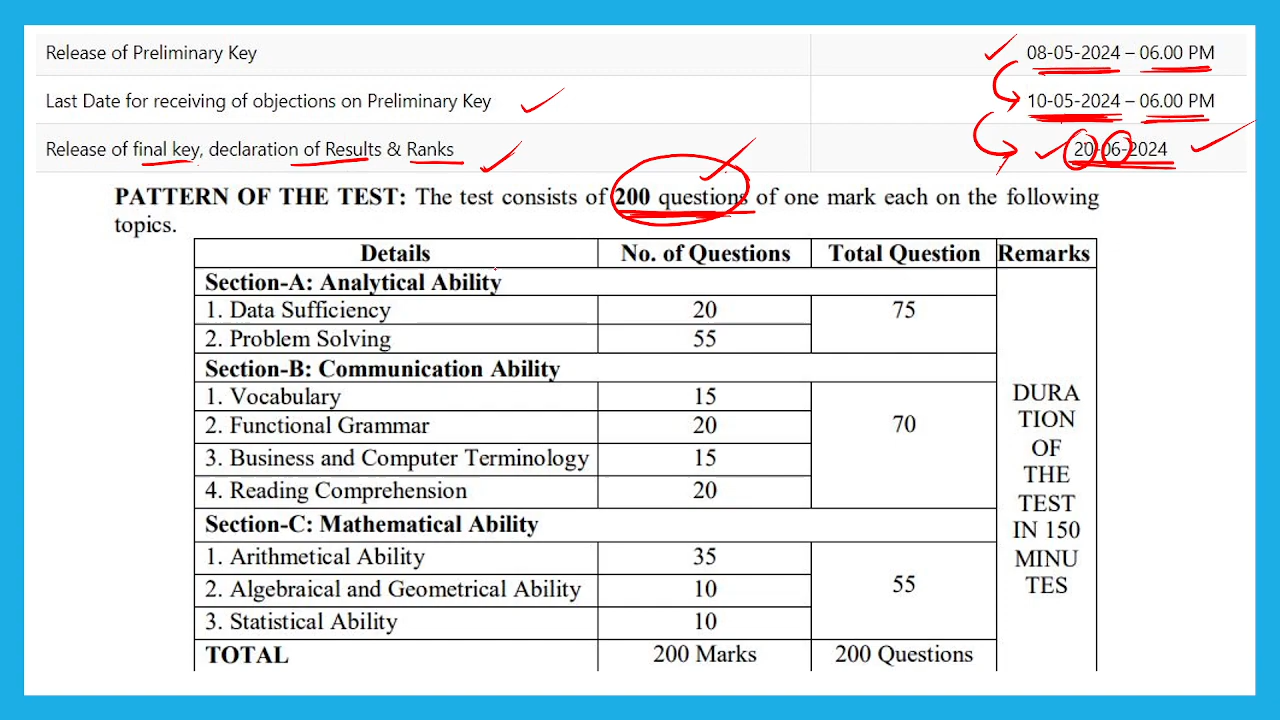 Release of Preliminary Key 08-05-2024 – 06.00 PM
Last Date for receiving of objections on Preliminary Key 10-05-2024 – 06.00 PM
Release of final key, declaration of Results & Ranks 20-06-2024
PATTERN OF THE TEST: The test consists of 200 questions of one mark each on the following
topics.
Details No. of Questions Total Question Remarks
Section-A: Analytical Ability
1. Data Sufficiency 20 75
2. Problem Solving 55
Section-B: Communication Ability
1. Vocabulary 15
2. Functional Grammar 20 70
3. Business and Computer Terminology 15
4. Reading Comprehension 20
Section-C: Mathematical Ability
1. Arithmetical Ability 35
2. Algebraical and Geometrical Ability 10 55
3. Statistical Ability 10
TOTAL 200 Marks 200 Questions
DURA
TION
OF
THE
TEST
IN 150
MINU
TES